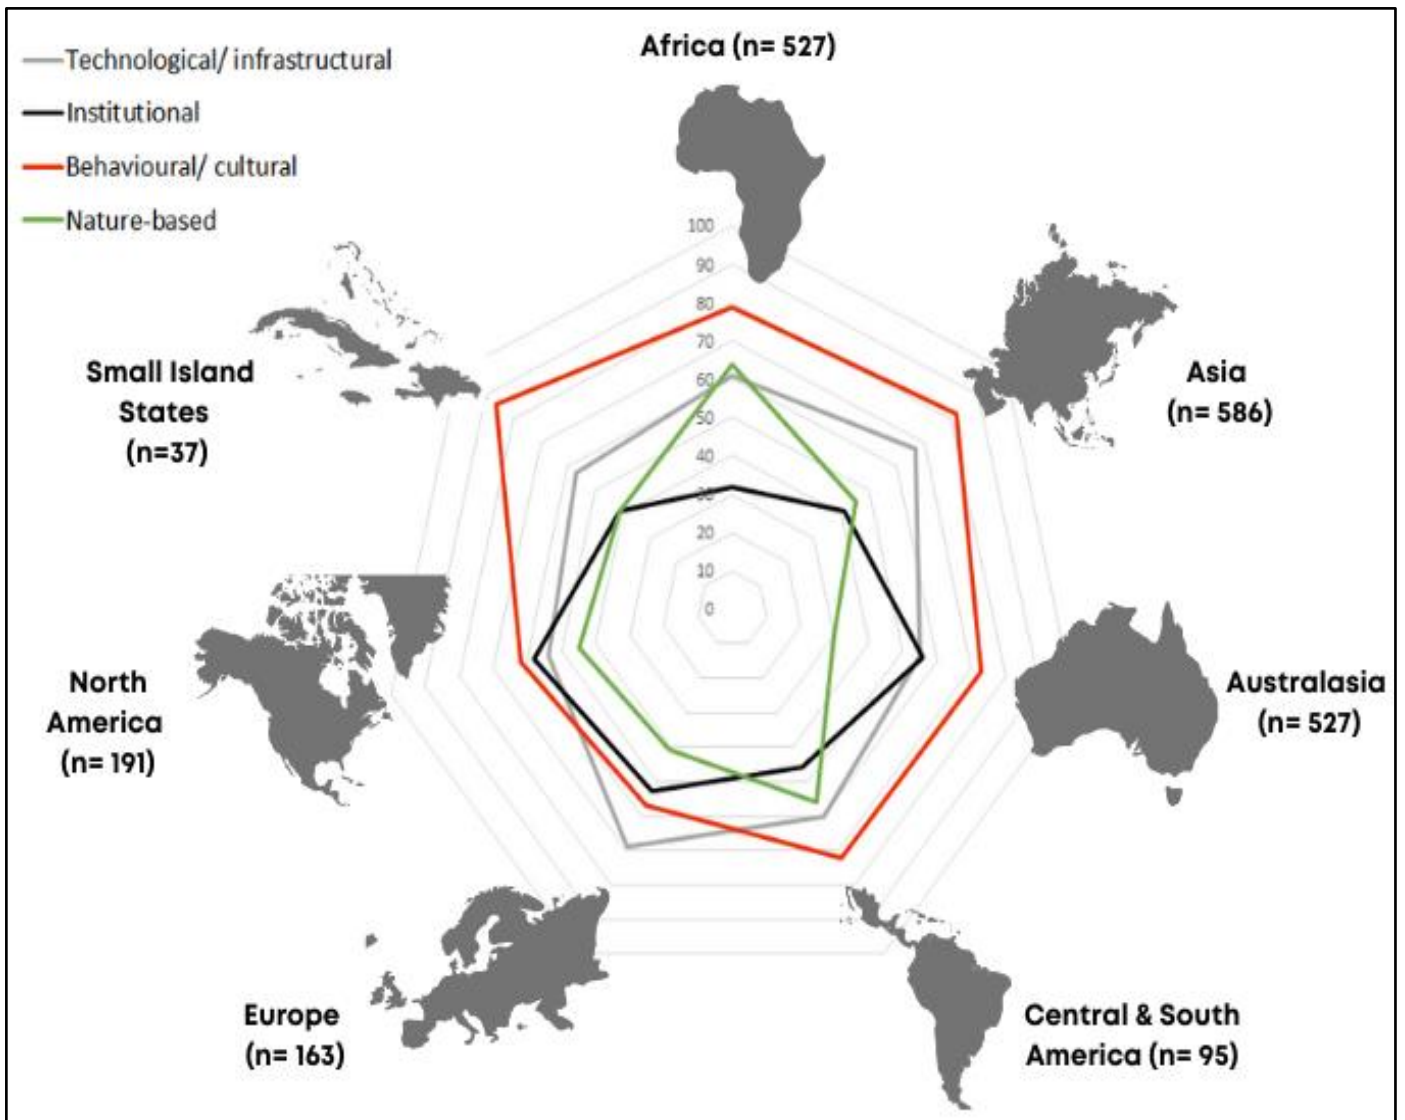 Technological/ infrastructural
Institutional
Behavioural/ cultural
Nature-based
Africa (n= 527)
100
90
80
70
60
50
40
30
20
10
0
Asia
(n= 586)
Small Island
States
(n=37)
North
America
(n= 191)
Australasia
(n= 527)
Europe
(n= 163)
Central & South
America (n= 95)